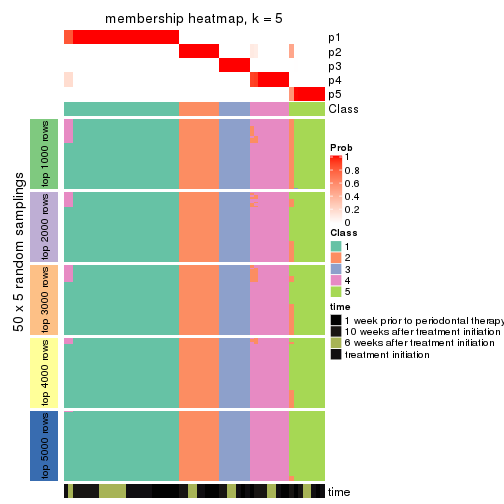 membership heatmap, k = 5
p1
p2
p3
p4
p5
Class
50 x 5 random samplings
top 1000 rows
top 2000 rows
top 3000 rows
top 4000 rows
top 5000 rows
time
Prob
1
0.8
0.6
0.4
0.2
0
Class
1
2
3
4
5
time
1 week prior to periodontal therapy
10 weeks after treatment initiation
6 weeks after treatment initiation
treatment initiation